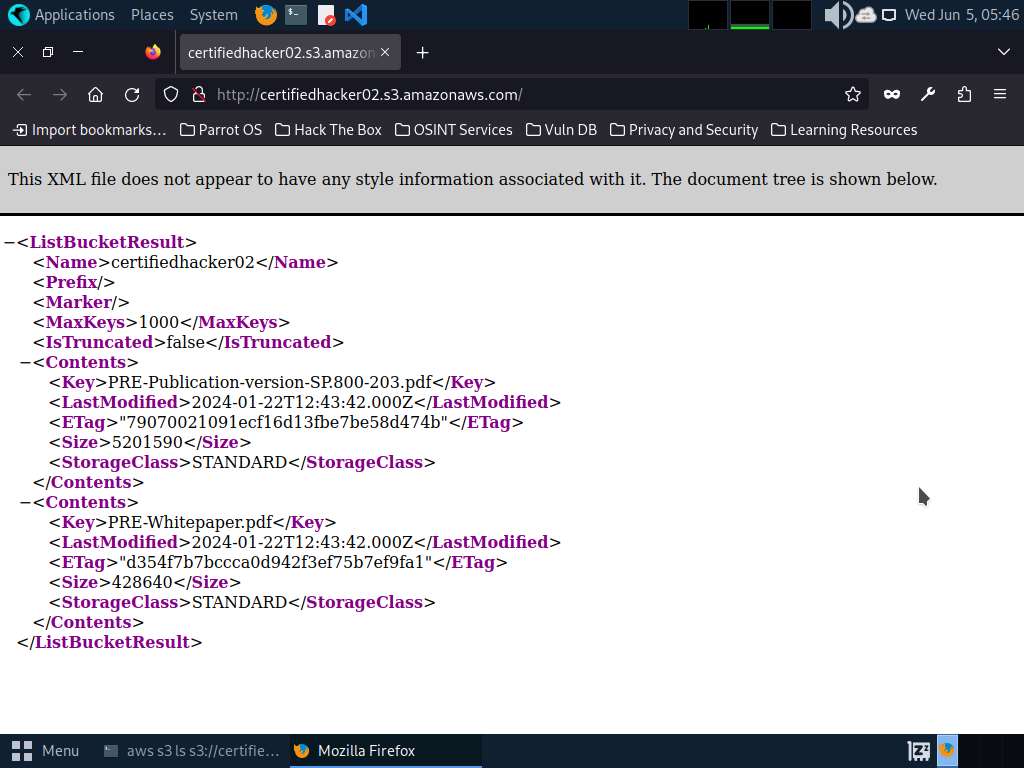 Applications Places System Wed Jun 5, 05:46
certifiedhacker02.s3.amazon
http://certifiedhacker02.s3.amazonaws.com/
Import bookmarks... Parrot OS Hack The Box OSINT Services Vuln DB Privacy and Security Learning Resources
This XML file does not appear to have any style information associated with it. The document tree is shown below.
−<ListBucketResult>
<Name>certifiedhacker02</Name>
<Prefix/>
<Marker/>
<MaxKeys>1000</MaxKeys>
<IsTruncated>false</IsTruncated>
−<Contents>
<Key>PRE-Publication-version-SP.800-203.pdf</Key>
<LastModified>2024-01-22T12:43:42.000Z</LastModified>
<ETag>"79070021091ecf16d13fbe7be58d474b"</ETag>
<Size>5201590</Size>
<StorageClass>STANDARD</StorageClass>
</Contents>
−<Contents>
<Key>PRE-Whitepaper.pdf</Key>
<LastModified>2024-01-22T12:43:42.000Z</LastModified>
<ETag>"d354f7b7bccca0d942f3ef75b7ef9fa1"</ETag>
<Size>428640</Size>
<StorageClass>STANDARD</StorageClass>
</Contents>
</ListBucketResult>
Menu aws s3 ls s3://certifie... Mozilla Firefox